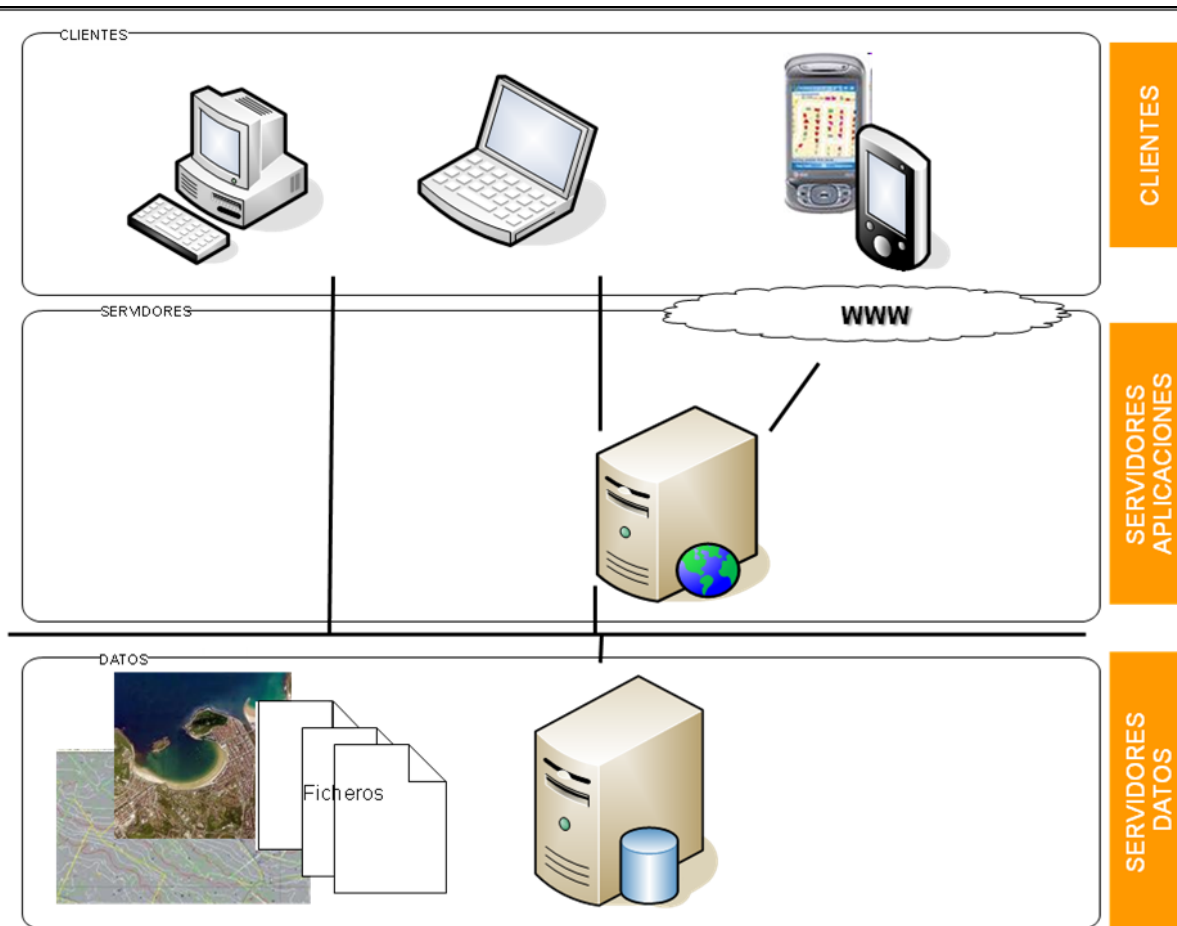 CLIENTES
CLIENTES
SERVIDORES
WWW
SERVIDORES
APLICACIONES
DATOS
Ficheros
SERVIDORES
DATOS